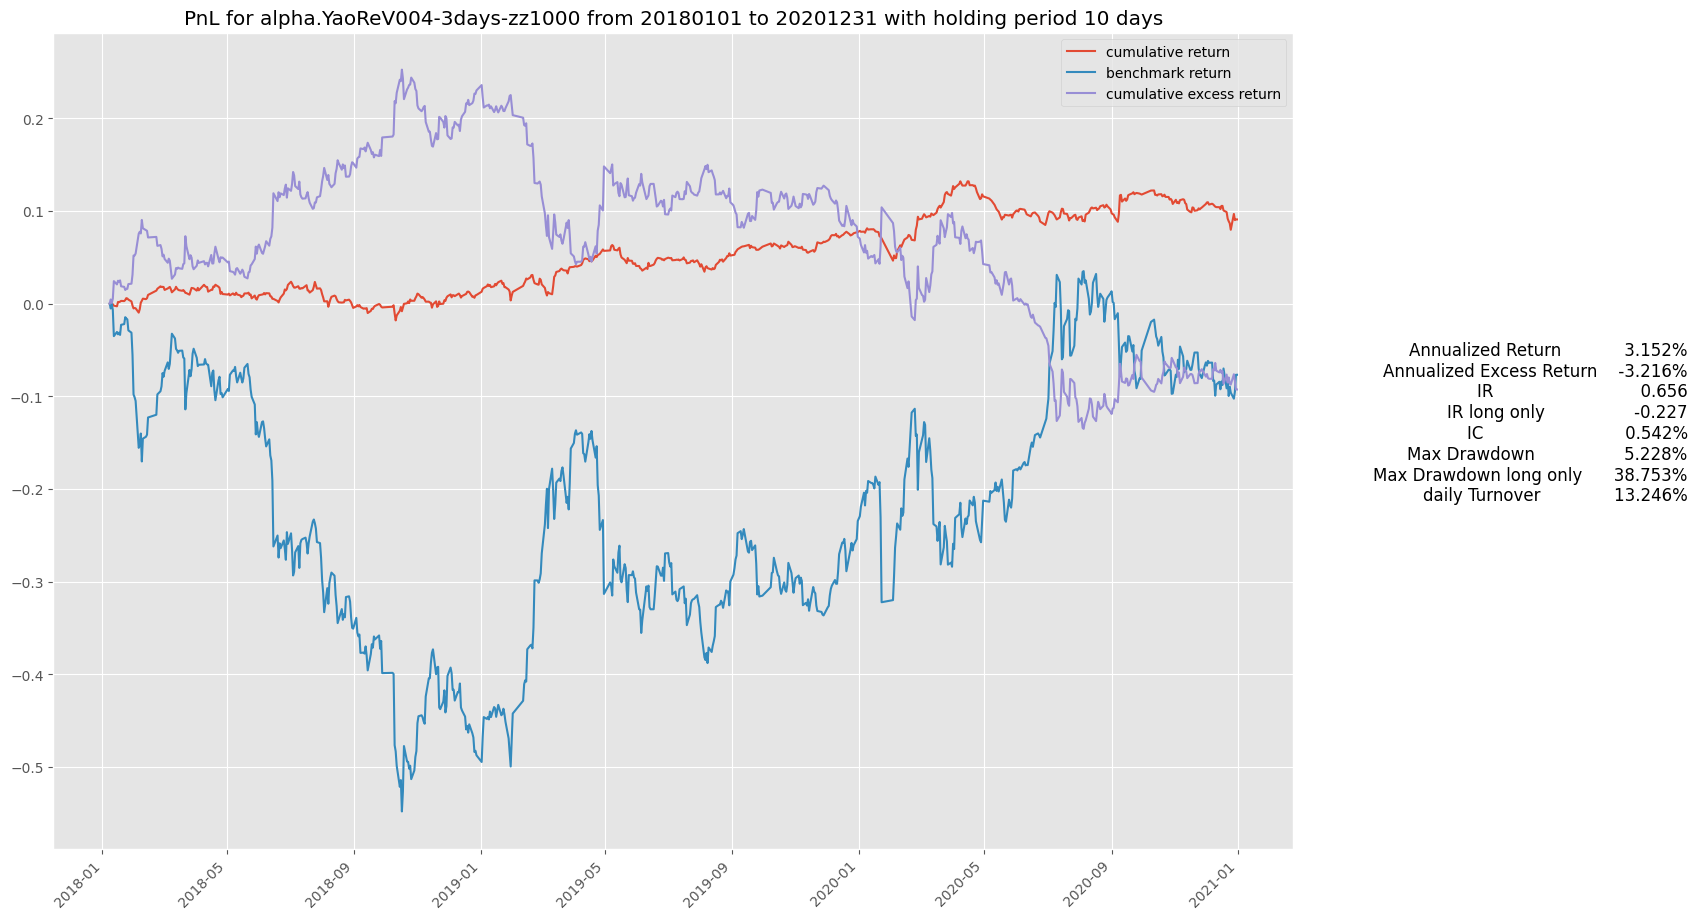 PnL for alpha.YaoReV004-3days-zz1000 from 20180101 to 20201231 with holding period 10 days
cumulative return
benchmark return
cumulative excess return
0.2
0.1
0.0
−0.1
−0.2
−0.3
−0.4
−0.5
2018-01
2018-05
2018-09
2019-01
2019-05
2019-09
2020-01
2020-05
2020-09
2021-01
Annualized Return 3.152%
Annualized Excess Return -3.216%
IR 0.656
IR long only -0.227
IC 0.542%
Max Drawdown 5.228%
Max Drawdown long only 38.753%
daily Turnover 13.246%